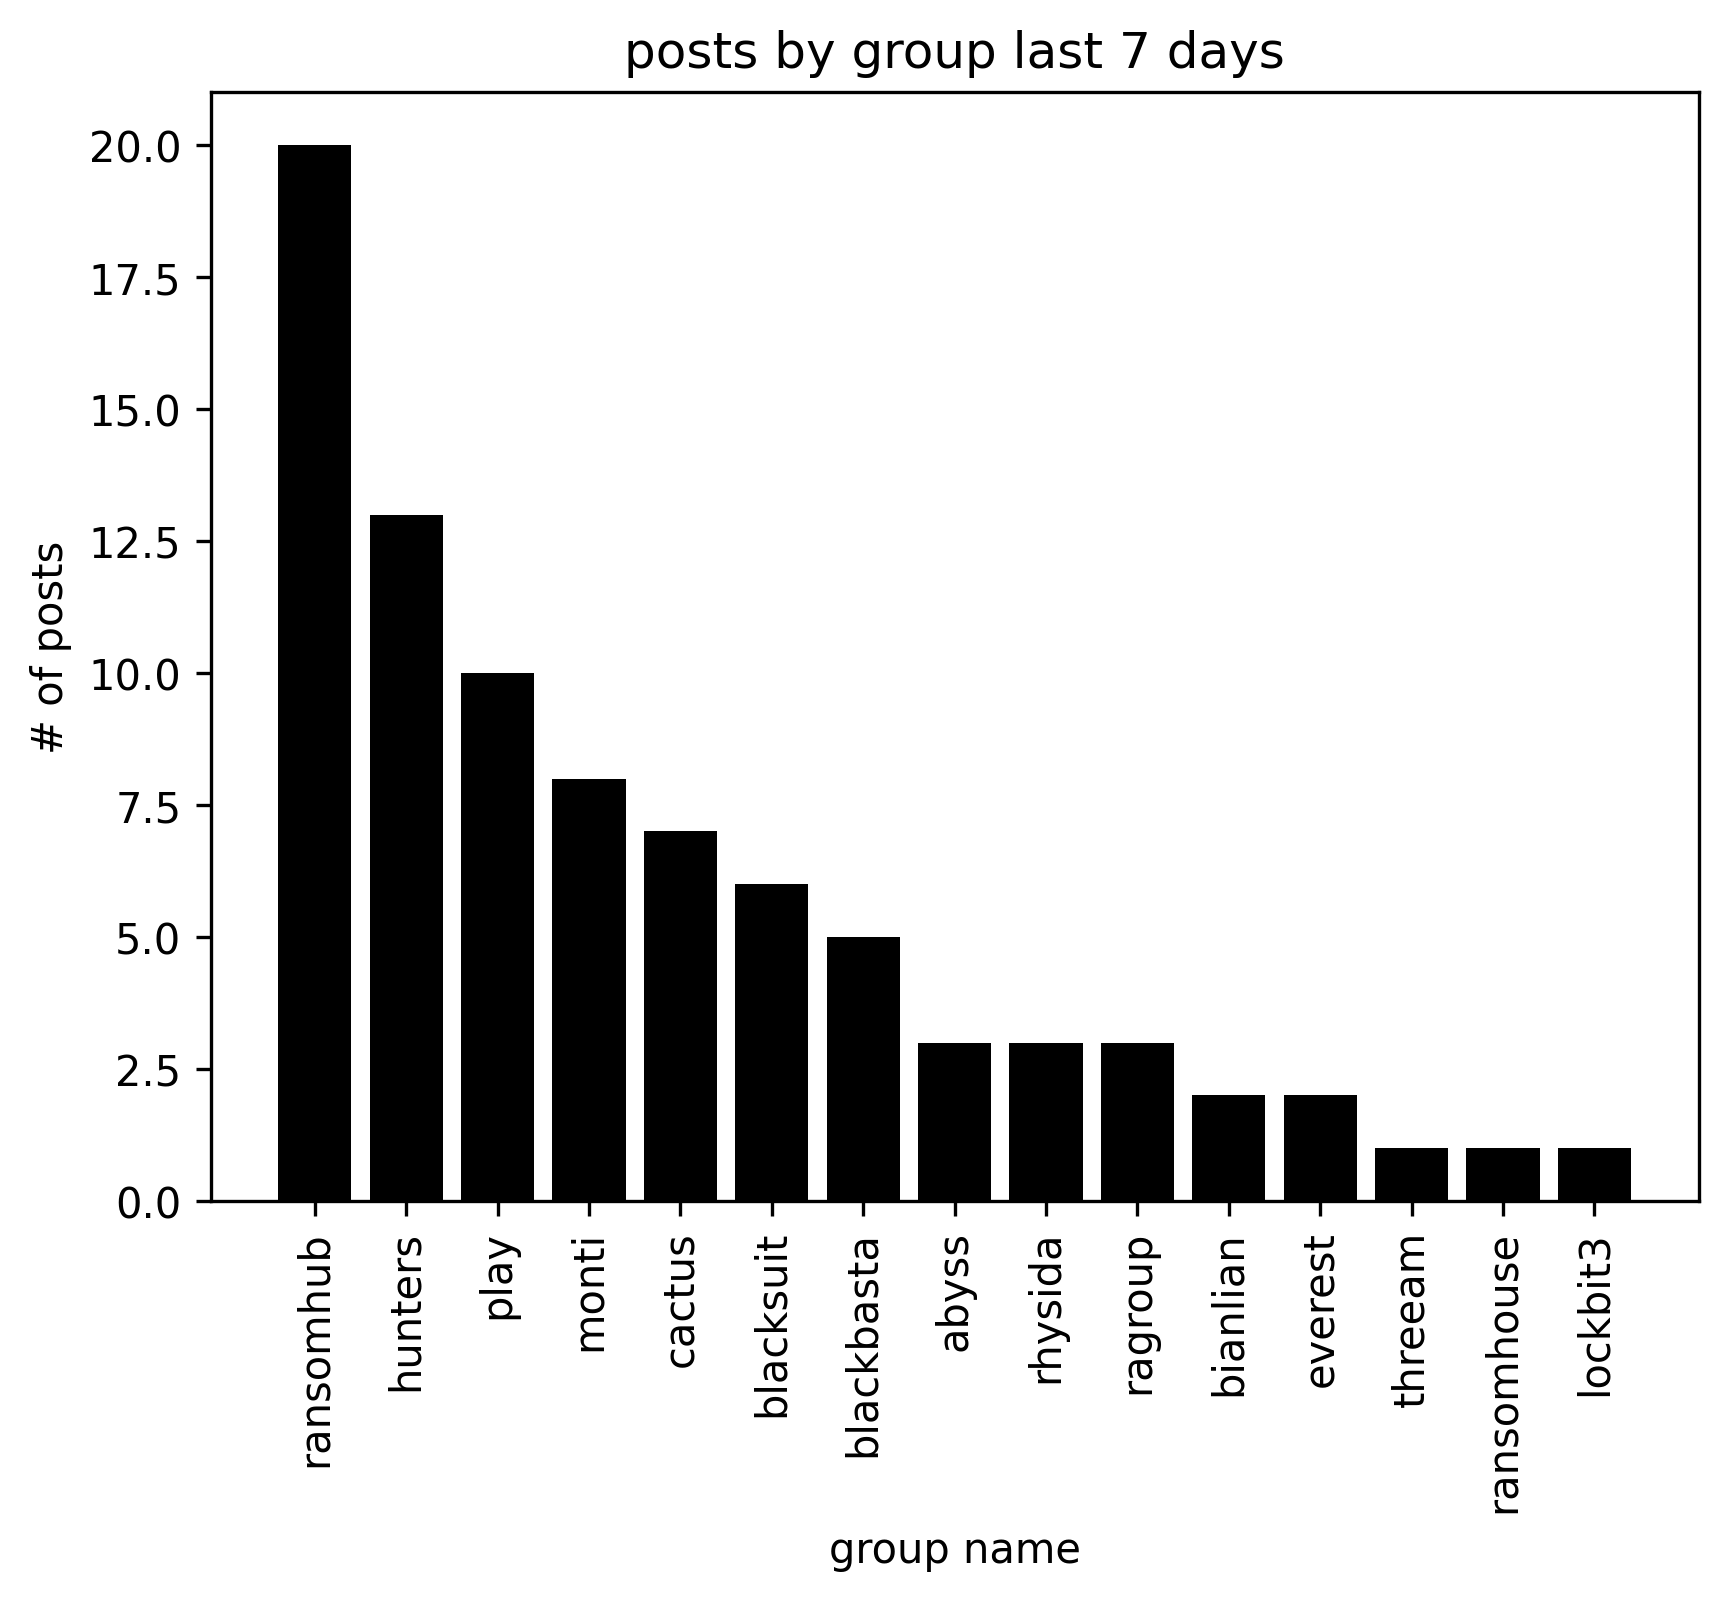 posts by group last 7 days
20.0
17.5
15.0
12.5
10.0
7.5
5.0
2.5
0.0
# of posts
ransomhub
hunters
play
monti
cactus
blacksuit
blackbasta
abyss
rhysida
ragroup
bianlian
everest
threeam
ransomhouse
lockbit3
group name